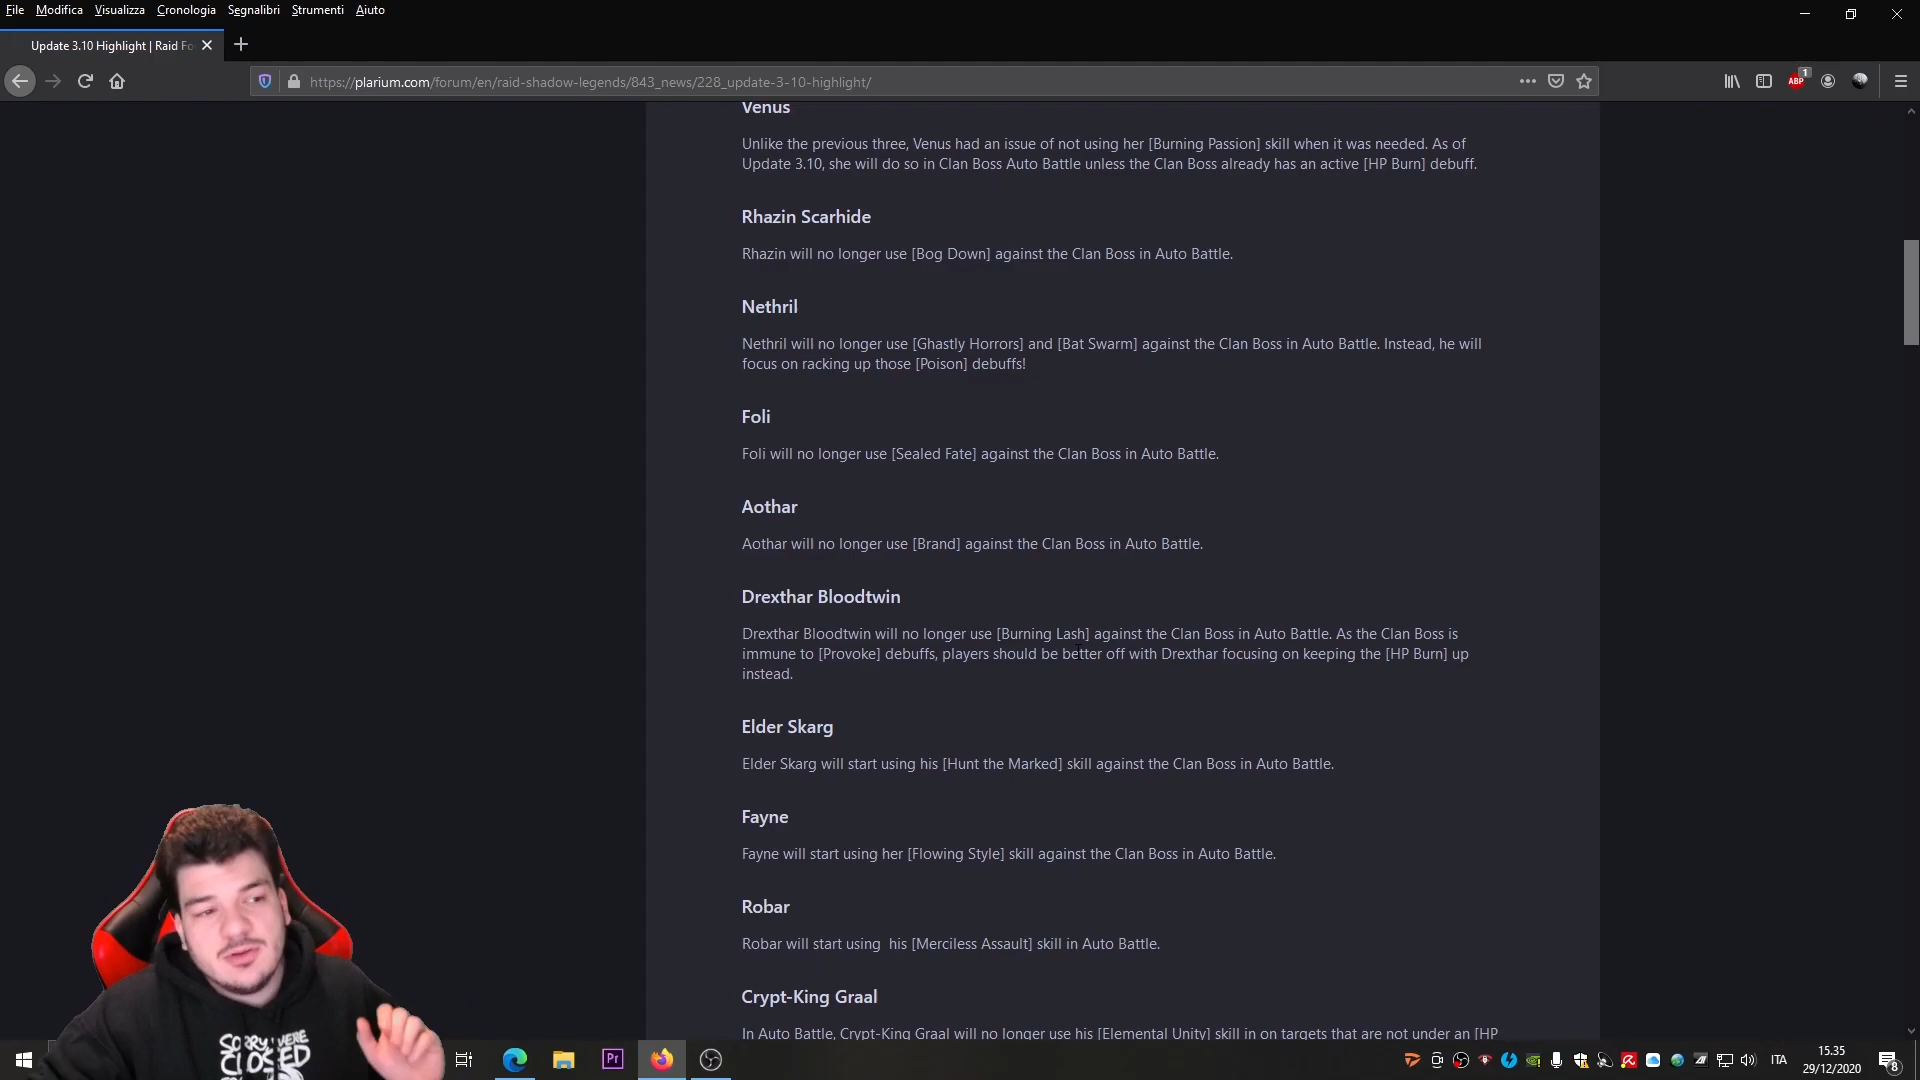 File Modifica Visualizza Cronologia Segnalibri Strumenti Aiuto
Update 3.10 Highlight | Raid Fo
https://plarium.com/forum/en/raid-shadow-legends/843_news/228_update-3-10-highlight/
ABP 1
Venus
Unlike the previous three, Venus had an issue of not using her [Burning Passion] skill when it was needed. As of
Update 3.10, she will do so in Clan Boss Auto Battle unless the Clan Boss already has an active [HP Burn] debuff.
Rhazin Scarhide
Rhazin will no longer use [Bog Down] against the Clan Boss in Auto Battle.
Nethril
Nethril will no longer use [Ghastly Horrors] and [Bat Swarm] against the Clan Boss in Auto Battle. Instead, he will
focus on racking up those [Poison] debuffs!
Foli
Foli will no longer use [Sealed Fate] against the Clan Boss in Auto Battle.
Aothar
Aothar will no longer use [Brand] against the Clan Boss in Auto Battle.
Drexthar Bloodtwin
Drexthar Bloodtwin will no longer use [Burning Lash] against the Clan Boss in Auto Battle. As the Clan Boss is
immune to [Provoke] debuffs, players should be better off with Drexthar focusing on keeping the [HP Burn] up
instead.
Elder Skarg
Elder Skarg will start using his [Hunt the Marked] skill against the Clan Boss in Auto Battle.
Fayne
Fayne will start using her [Flowing Style] skill against the Clan Boss in Auto Battle.
Robar
Robar will start using  his [Merciless Assault] skill in Auto Battle.
Crypt-King Graal
In Auto Battle, Crypt-King Graal will no longer use his [Elemental Unity] skill in on targets that are not under an [HP
SORRY WE'RE
CLOSED
Pr
ITA
15.35
29/12/2020
8